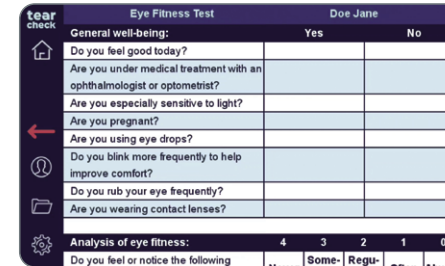 tear
check
Eye Fitness Test Doe Jane
General well-being: Yes No
Do you feel good today?
Are you under medical treatment with an
ophthalmologist or optometrist?
Are you especially sensitive to light?
Are you pregnant?
Are you using eye drops?
Do you blink more frequently to help
improve comfort?
Do you rub your eye frequently?
Are you wearing contact lenses?
Analysis of eye fitness: 4 3 2 1 0
Do you feel or notice the following
Some- Regu-